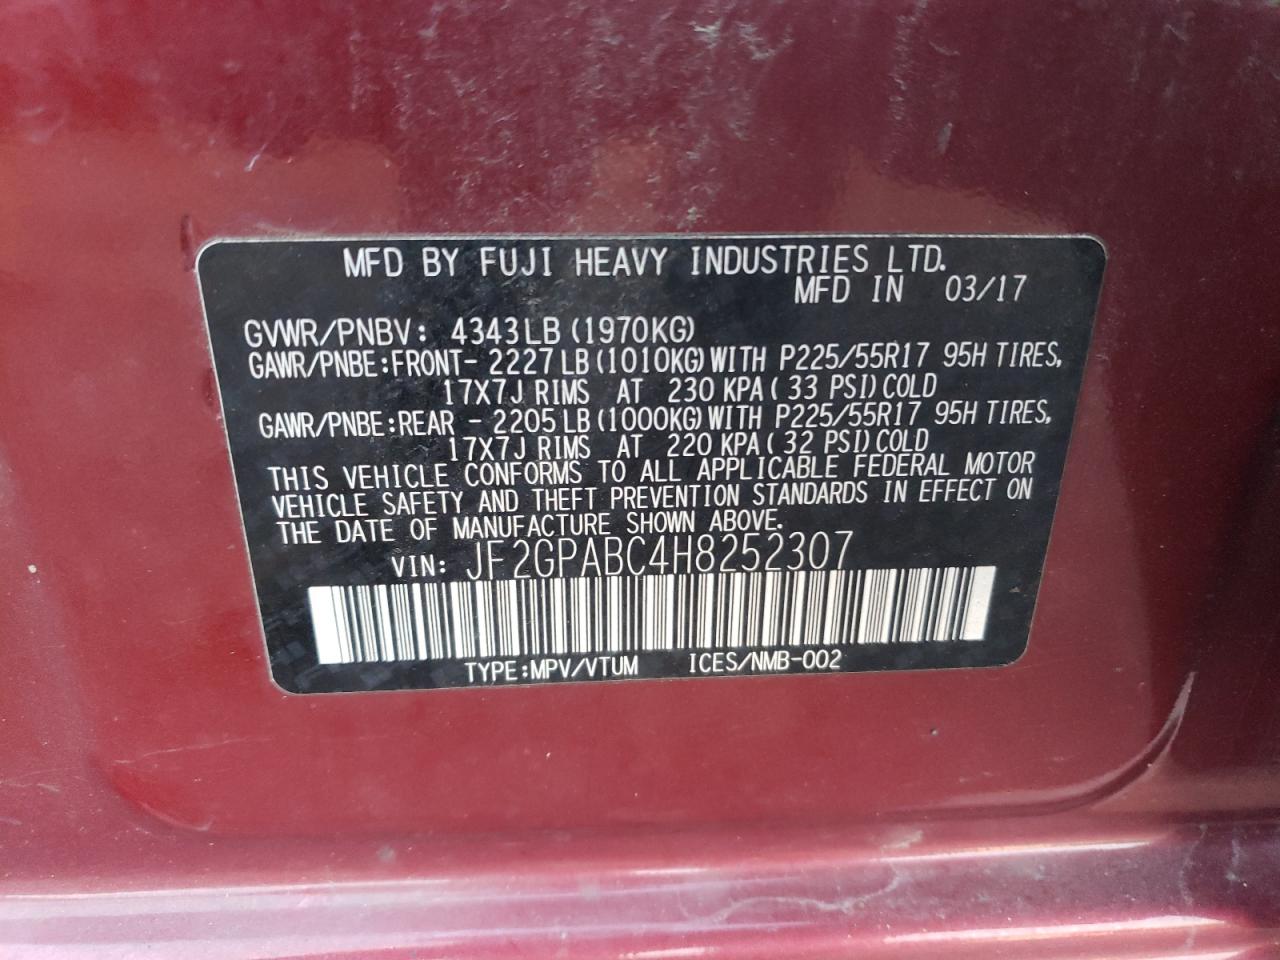 MFD BY FUJI HEAVY INDUSTRIES LTD.
MFD IN 03/17
GVWR/PNBV: 4343LB(1970KG)
GAWR/PNBE:FRONT- 2227LB(1010KG)WITH P225/55R17 95H TIRES,
17X7J RIMS AT 230 KPA( 33 PSI)COLD
GAWR/PNBE:REAR - 2205LB(1000KG)WITH P225/55R17 95H TIRES,
17X7J RIMS AT 220 KPA( 32 PSI)COLD
THIS VEHICLE CONFORMS TO ALL APPLICABLE FEDERAL MOTOR
VEHICLE SAFETY AND THEFT PREVENTION STANDARDS IN EFFECT ON
THE DATE OF MANUFACTURE SHOWN ABOVE.
VIN: JF2GPABC4H8252307
TYPE:MPV/VTUM ICES/NMB-002